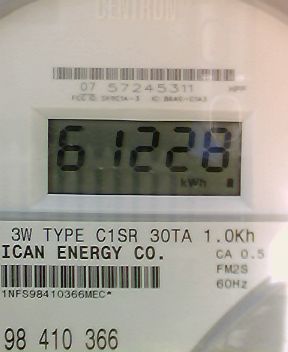 CENTRON
07 57245311
61228
kWh
3W TYPE C1SR 30TA 1.0Kh
ICAN ENERGY CO. CA 0.5
FM2S
1NFS98410366MEC* 60Hz
98 410 366